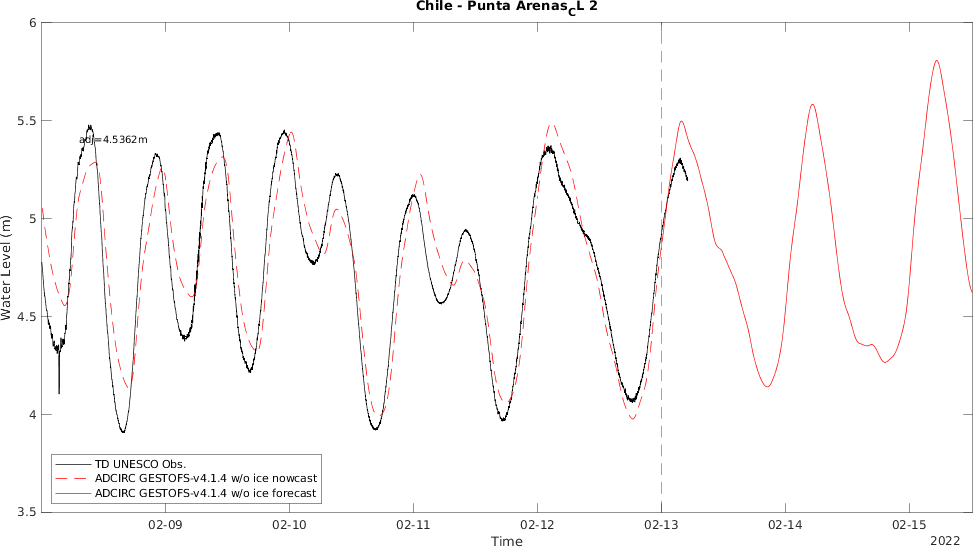 Chile - Punta ArenasCL 2
6
5.5
5
4.5
4
3.5
Water Level (m)
adj=4.5362m
TD UNESCO Obs.
ADCIRC GESTOFS-v4.1.4 w/o ice nowcast
ADCIRC GESTOFS-v4.1.4 w/o ice forecast
02-09 02-10 02-11 02-12 02-13 02-14 02-15
Time
2022